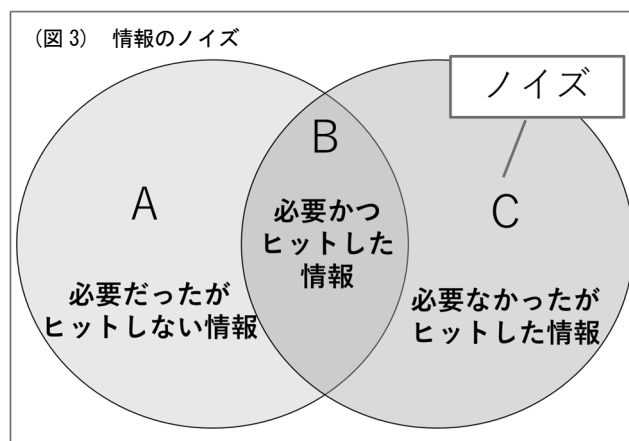 （図3） 情報のノイズ
ノイズ
A
B
C
必要だったが
ヒットしない情報
必要かつ
ヒットした
情報
必要なかったが
ヒットした情報